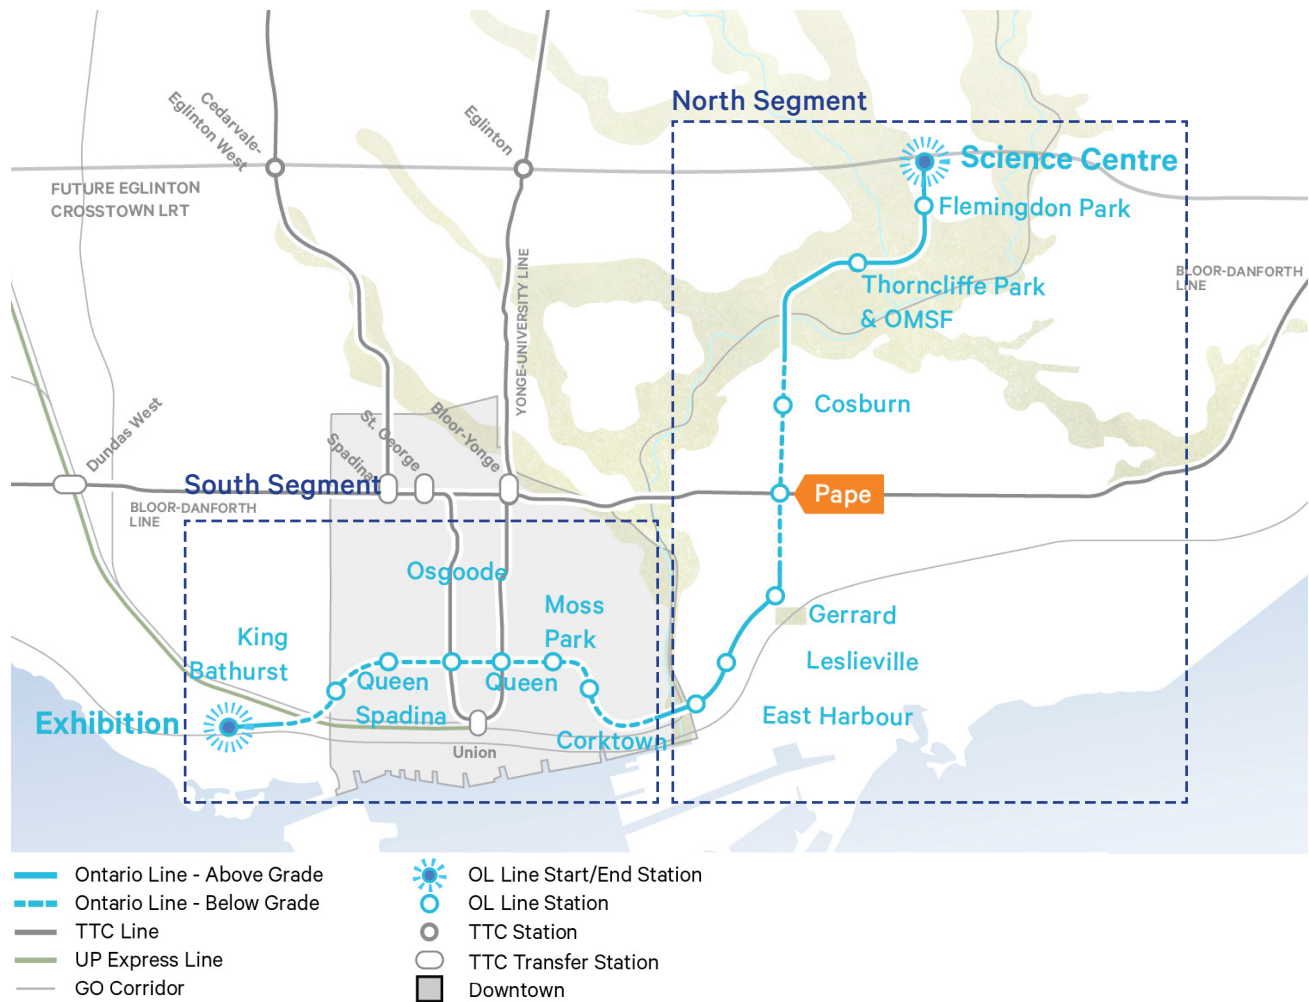 North Segment
Cedarvale-
Eglinton West
Eglinton
Science Centre
FUTURE EGLINTON
CROSSTOWN LRT
Flemingdon Park
YONGE-UNIVERSITY LINE
BLOOR-DANFORTH
LINE
Thorncliffe Park
& OMSF
Dundas West
Spadina
St. George
Bloor-Yonge
Cosburn
South Segment
Pape
BLOOR-DANFORTH
LINE
Osgoode
Moss
Park
Gerrard
King
Bathurst
Leslieville
Queen
Spadina
Queen
Exhibition
East Harbour
Corktown
Union
Ontario Line - Above Grade
Ontario Line - Below Grade
TTC Line
UP Express Line
GO Corridor
OL Line Start/End Station
OL Line Station
TTC Station
TTC Transfer Station
Downtown